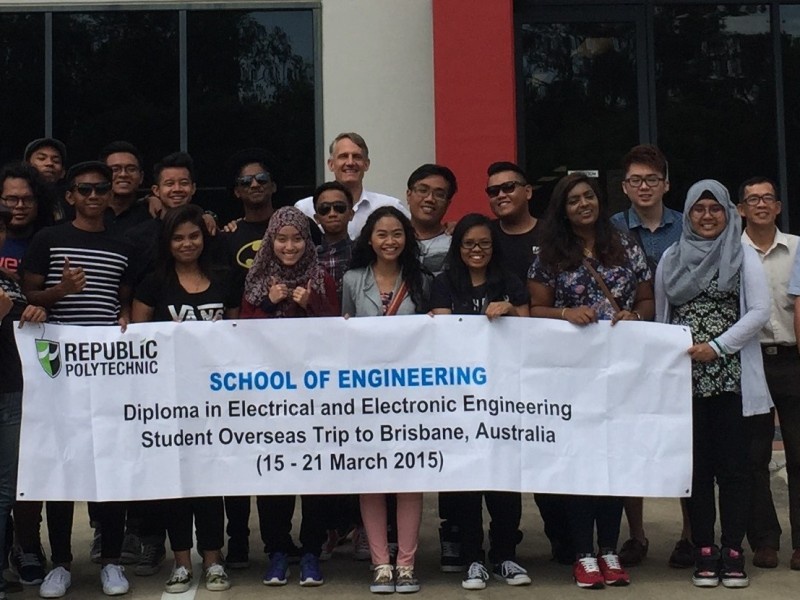 REPUBLIC
POLYTECHNIC
SCHOOL OF ENGINEERING
Diploma in Electrical and Electronic Engineering
Student Overseas Trip to Brisbane, Australia
(15 - 21 March 2015)
VANS